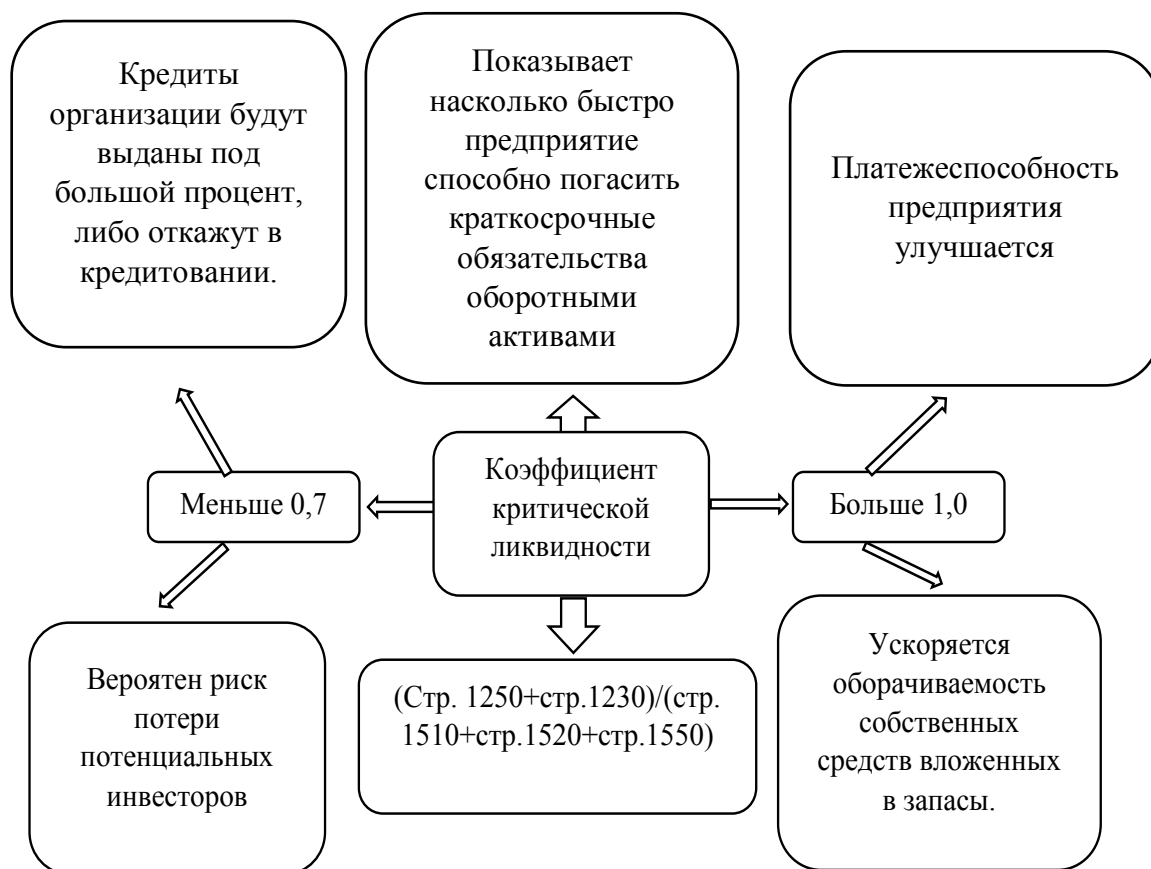 Кредиты
организации будут
выданы под
большой процент,
либо откажут в
кредитовании.
Показывает
насколько быстро
предприятие
способно погасить
краткосрочные
обязательства
оборотными
активами
Платежеспособность
предприятия
улучшается
Меньше 0,7
Коэффициент
критической
ликвидности
Больше 1,0
Вероятен риск
потери
потенциальных
инвесторов
(Стр. 1250+стр.1230)/(стр.
1510+стр.1520+стр.1550)
Ускоряется
оборачиваемость
собственных
средств вложенных
в запасы.